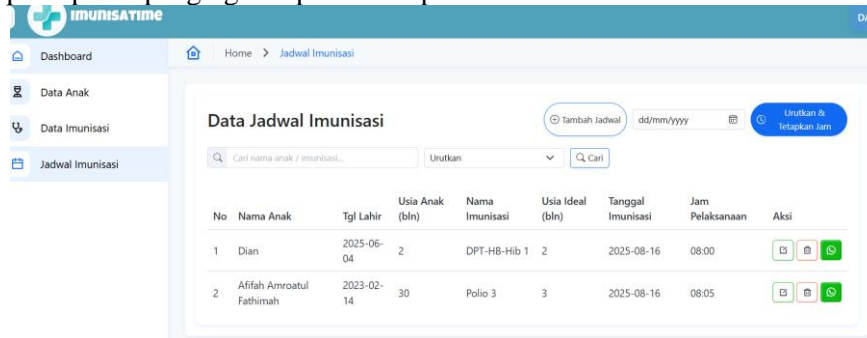 IMUNISATIME
Dashboard
Data Anak
Data Imunisasi
Jadwal Imunisasi
Home > Jadwal Imunisasi
Data Jadwal Imunisasi
Tambah Jadwal
dd/mm/yyyy
Urutkan &
Tetapkan Jam
Cari nama anak / imunisasi...
Urutkan
Cari
No Nama Anak Tgl Lahir Usia Anak (bln) Nama Imunisasi Usia Ideal (bln) Tanggal Imunisasi Jam Pelaksanaan Aksi
1 Dian 2025-06-04 2 DPT-HB-Hib 1 2 2025-08-16 08:00
2 Afifah Amroatul Fathimah 2023-02-14 30 Polio 3 3 2025-08-16 08:05